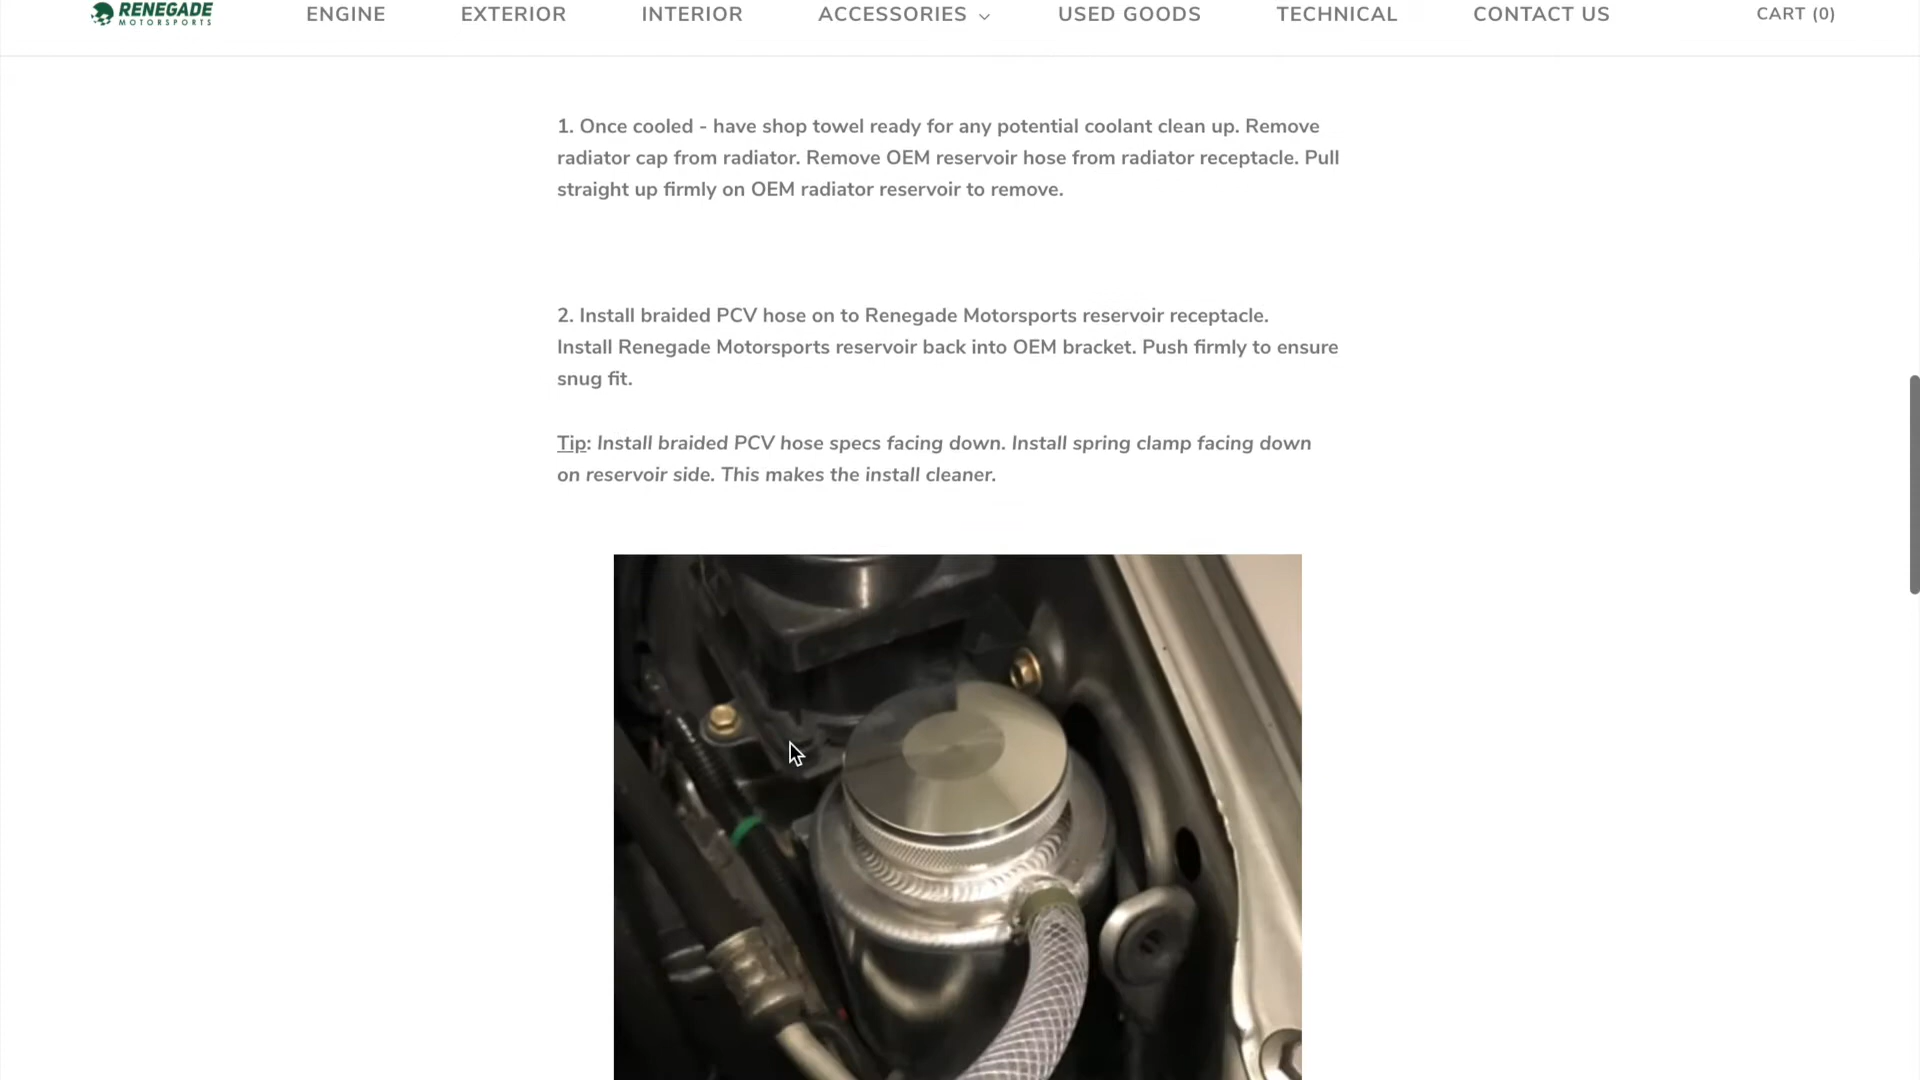 RENEGADE
MOTORSPORTS
ENGINE
EXTERIOR
INTERIOR
ACCESSORIES
USED GOODS
TECHNICAL
CONTACT US
CART (0)
1. Once cooled - have shop towel ready for any potential coolant clean up. Remove
radiator cap from radiator. Remove OEM reservoir hose from radiator receptacle. Pull
straight up firmly on OEM radiator reservoir to remove.
2. Install braided PCV hose on to Renegade Motorsports reservoir receptacle.
Install Renegade Motorsports reservoir back into OEM bracket. Push firmly to ensure
snug fit.
Tip: Install braided PCV hose specs facing down. Install spring clamp facing down
on reservoir side. This makes the install cleaner.